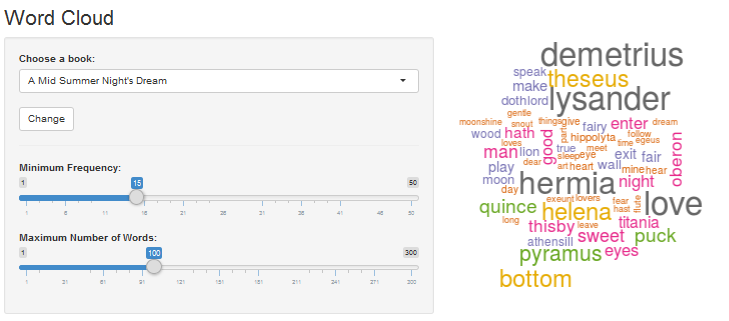 Word Cloud
Choose a book:
A Mid Summer Night's Dream
Change
Minimum Frequency:
1 15 50
1 6 11 16 21 26 31 36 41 46 50
Maximum Number of Words:
1 100 300
1 31 61 91 121 151 181 211 241 271 300
demetrius
speak theseus
make
dothlord lysander
gentle
moonshine snout thingsgive fairy enter dream
wood hath good part hippolyta follow
loves true meet time egeus
man lion sleepeye exit fair oberon
dear art heart wall minehear
play
moon hermia night
day
exeunt lovers fear flute love
quince helena hast
long thisby leave titania
athensill sweet puck
pyramus eyes
bottom